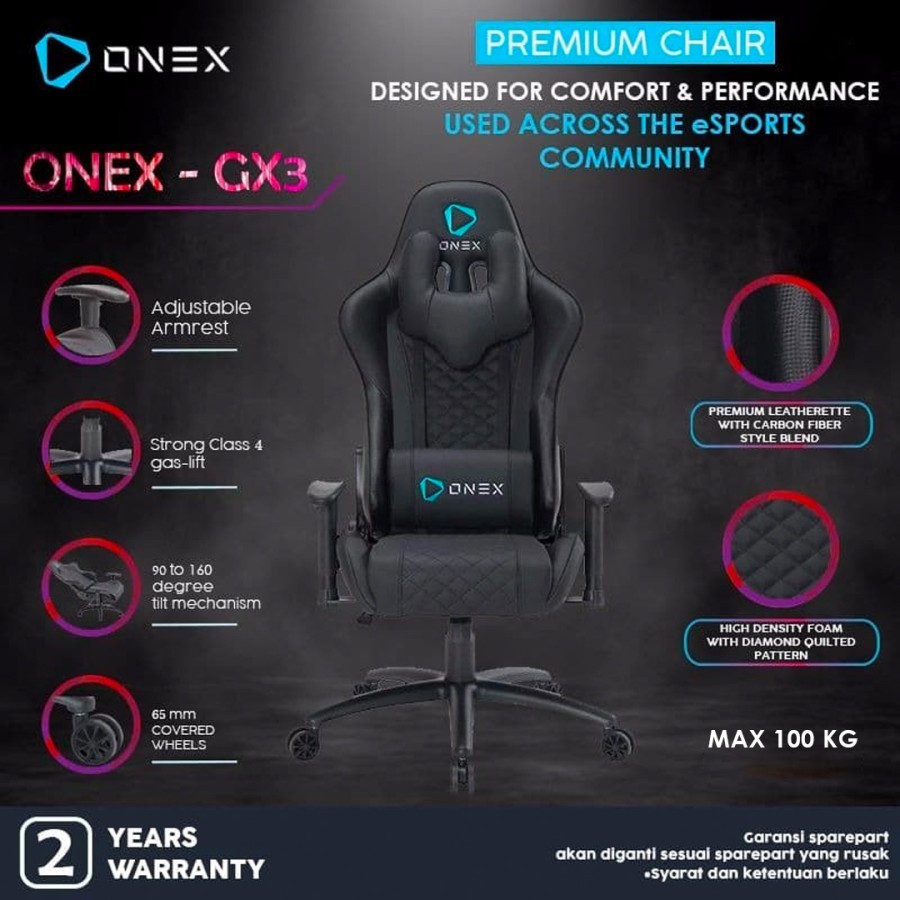 ONEX
PREMIUM CHAIR
DESIGNED FOR COMFORT & PERFORMANCE
USED ACROSS THE eSPORTS
COMMUNITY
ONEX - GX3
ONEX
Adjustable
Armrest
Strong Class 4
gas-lift
90 to 160
degree
tilt mechanism
65 mm
COVERED
WHEELS
ONEX
PREMIUM LEATHERETTE
WITH CARBON FIBER
STYLE BLEND
HIGH DENSITY FOAM
WITH DIAMOND QUILTED
PATTERN
MAX 100 KG
2 YEARS
WARRANTY
Garansi sparepart
akan diganti sesuai sparepart yang rusak
•Syarat dan ketentuan berlaku